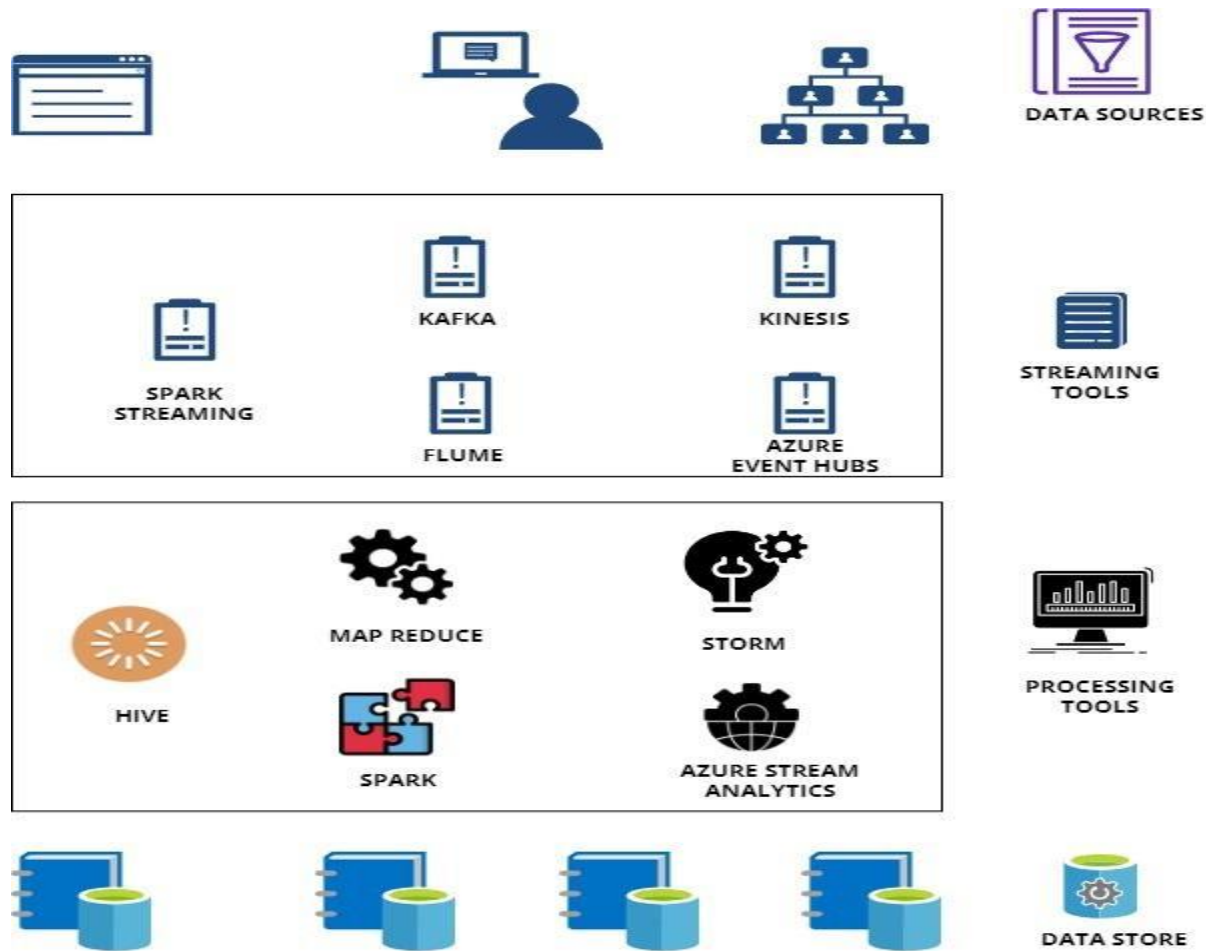 DATA SOURCES
KAFKA
KINESIS
SPARK
STREAMING
FLUME
AZURE
EVENT HUBS
STREAMING
TOOLS
MAP REDUCE
STORM
HIVE
SPARK
AZURE STREAM
ANALYTICS
PROCESSING
TOOLS
DATA STORE